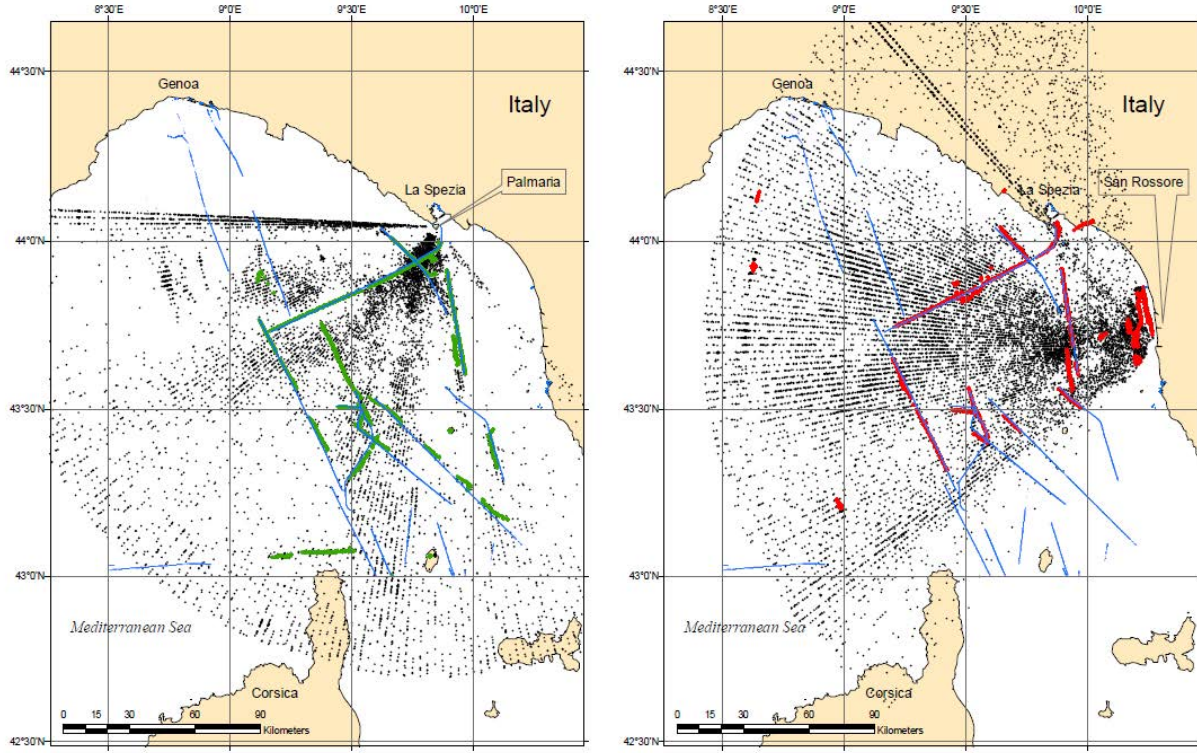 8°30'E 9°0'E 9°30'E 10°0'E
44°30'N
Genoa
Italy
La Spezia
Palmaria
44°0'N
43°30'N
43°0'N
Mediterranean Sea
Corsica
0 15 30 60 90
Kilometers
42°30'N
8°30'E 9°0'E 9°30'E 10°0'E
44°30'N
Genoa
Italy
La Spezia
San Rossore
44°0'N
43°30'N
43°0'N
Mediterranean Sea
Corsica
0 15 30 60 90
Kilometers
42°30'N